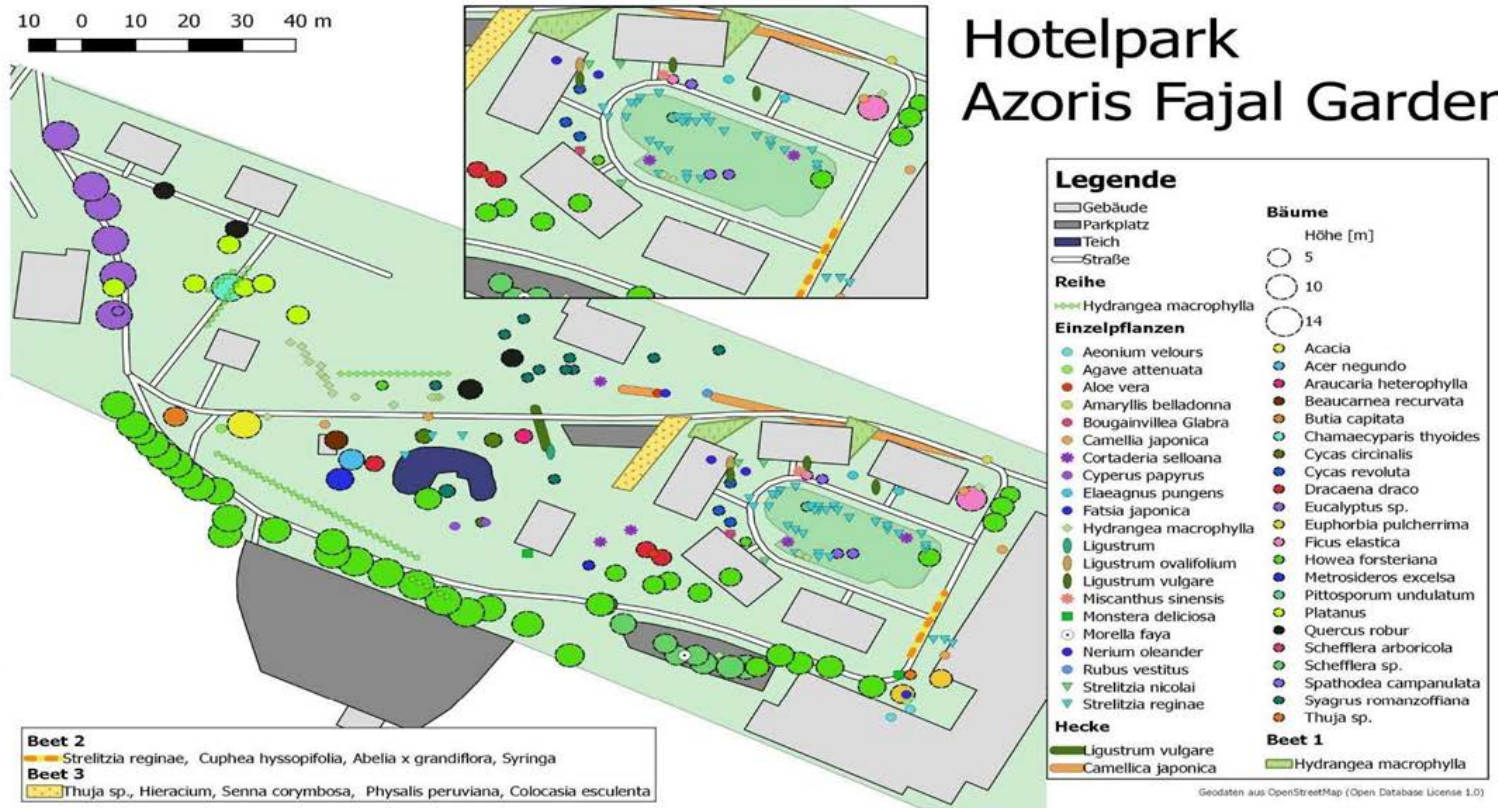 10 0 10 20 30 40 m
Hotelpark
Azoris Fajal Garden
Legende
Gebäude
Parkplatz
Teich
Straße
Reihe
Hydrangea macrophylla
Einzelpflanzen
Aeonium velours
Agave attenuata
Aloe vera
Amaryllis belladonna
Bougainvillea Glabra
Camellia japonica
Cortaderia selloana
Cyperus papyrus
Elaeagnus pungens
Fatsia japonica
Hydrangea macrophylla
Ligustrum
Ligustrum ovalifolium
Ligustrum vulgare
Miscanthus sinensis
Monstera deliciosa
Morella faya
Nerium oleander
Rubus vestitus
Strelitzia nicolai
Strelitzia reginae
Hecke
Ligustrum vulgare
Camellica japonica
Bäume
Höhe [m]
5
10
14
Acacia
Acer negundo
Araucaria heterophylla
Beaucarnea recurvata
Butia capitata
Chamaecyparis thyoides
Cycas circinalis
Cycas revoluta
Dracaena draco
Eucalyptus sp.
Euphorbia pulcherrima
Ficus elastica
Howea forsteriana
Metrosideros excelsa
Pittosporum undulatum
Platanus
Quercus robur
Schefflera arboricola
Schefflera sp.
Spathodea campanulata
Syagrus romanzoffiana
Thuja sp.
Beet 1
Hydrangea macrophylla
Beet 2
Strelitzia reginae, Cuphea hyssopifolia, Abelia x grandiflora, Syringa
Beet 3
Thuja sp., Hieracium, Senna corymbosa, Physalis peruviana, Colocasia esculenta
Geodaten aus OpenStreetMap (Open Database License 1.0)